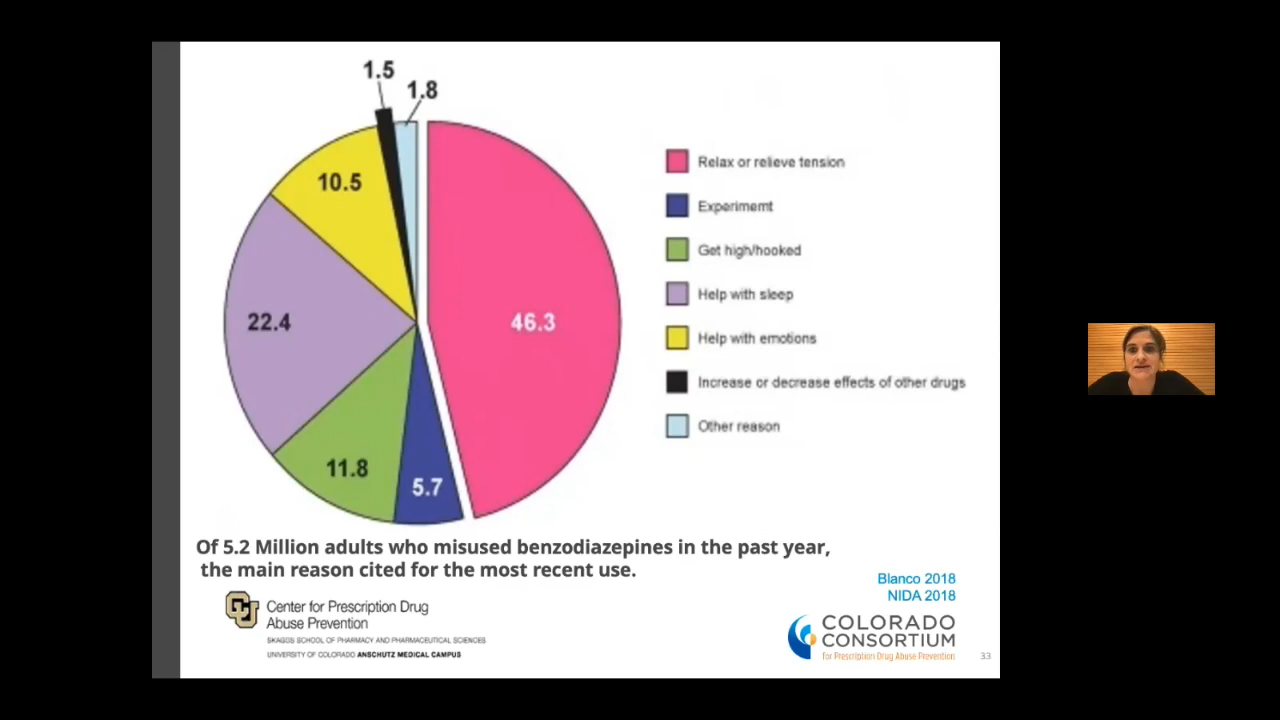 1.5
1.8
10.5
22.4
46.3
11.8
5.7
Relax or relieve tension
Experimemt
Get high/hooked
Help with sleep
Help with emotions
Increase or decrease effects of other drugs
Other reason
Of 5.2 Million adults who misused benzodiazepines in the past year,
the main reason cited for the most recent use.
Blanco 2018
NIDA 2018
CU
Center for Prescription Drug
Abuse Prevention
SKAGGS SCHOOL OF PHARMACY AND PHARMACEUTICAL SCIENCES
UNIVERSITY OF COLORADO ANSCHUTZ MEDICAL CAMPUS
COLORADO
CONSORTIUM
for Prescription Drug Abuse Prevention
33